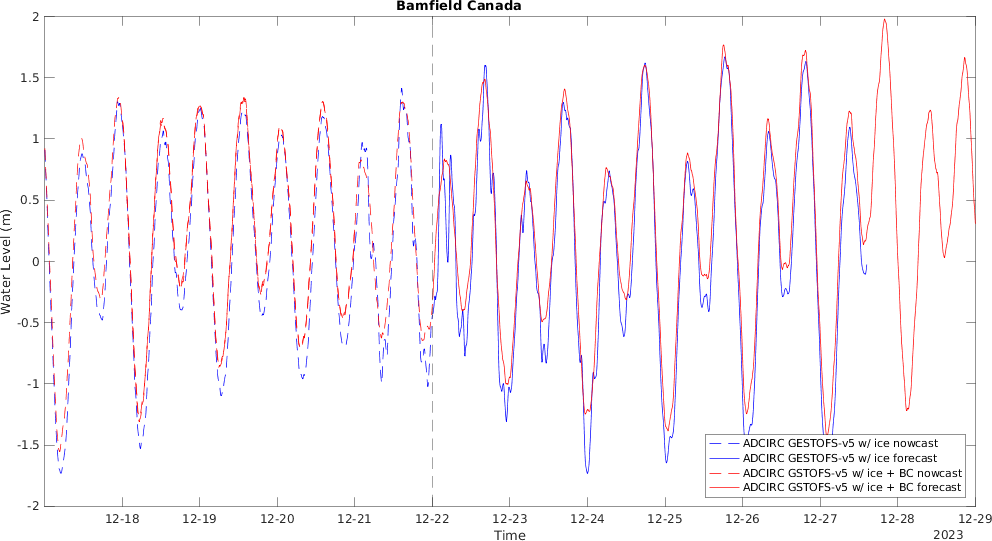 Bamfield Canada
Water Level (m)
2
1.5
1
0.5
0
-0.5
-1
-1.5
-2
ADCIRC GESTOFS-v5 w/ ice nowcast
ADCIRC GESTOFS-v5 w/ ice forecast
ADCIRC GSTOFS-v5 w/ ice + BC nowcast
ADCIRC GSTOFS-v5 w/ ice + BC forecast
12-18 12-19 12-20 12-21 12-22 12-23 12-24 12-25 12-26 12-27 12-28 12-29
Time
2023